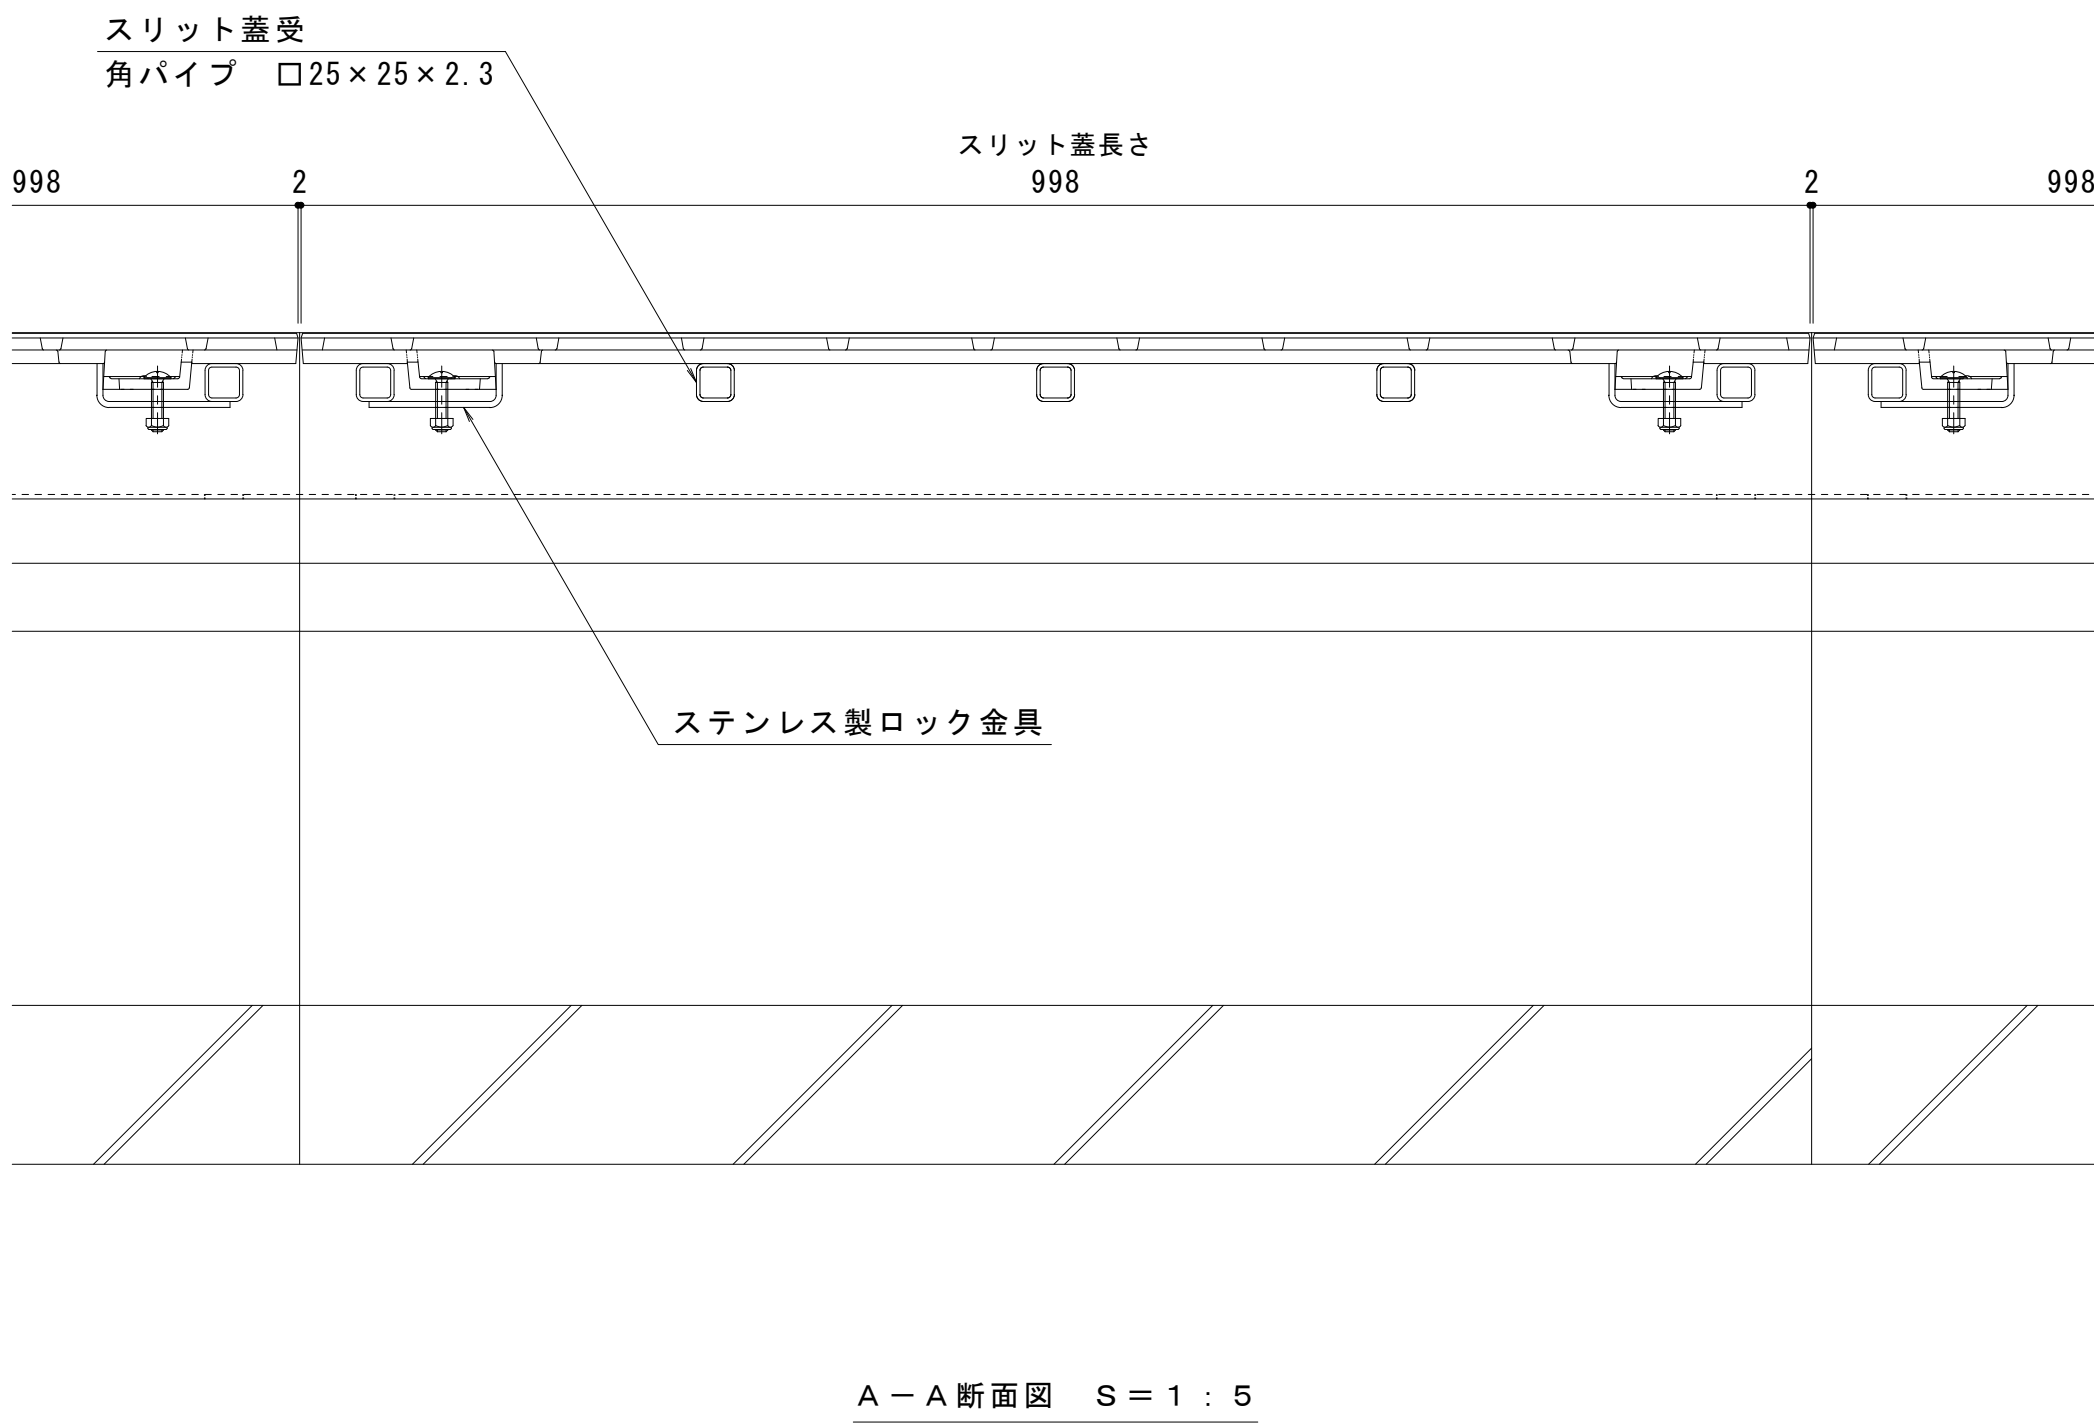 スリット蓋受
角パイプ　□25×25×2.3
スリット蓋長さ
998　2　998　2　998
ステンレス製ロック金具
A－A断面図　S＝1：5